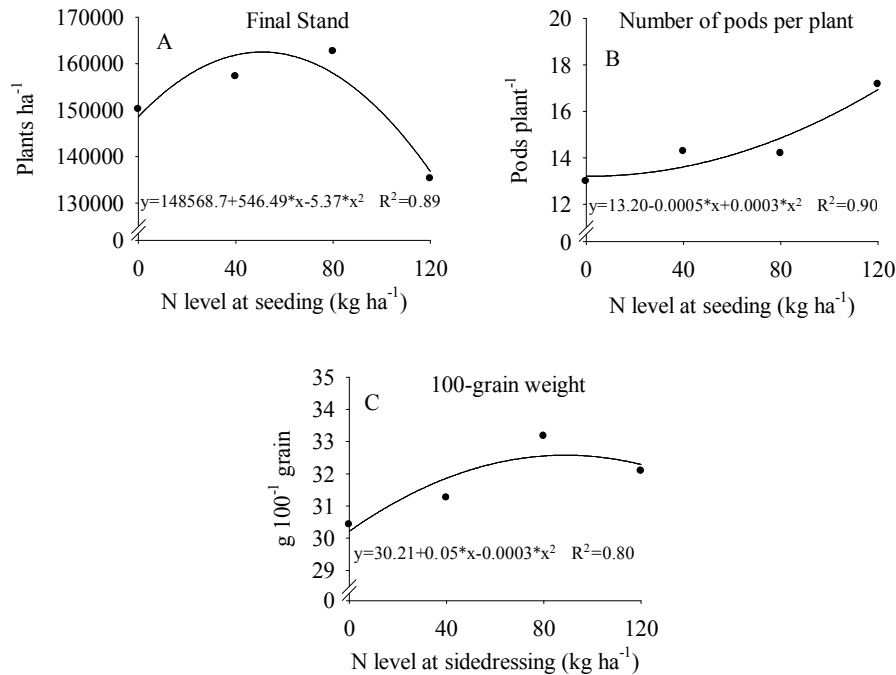 Final Stand
A
170000
160000
150000
140000
130000
0
Plants ha⁻¹
y=148568.7+546.49*x-5.37*x² R²=0.89
0 40 80 120
N level at seeding (kg ha⁻¹)
Number of pods per plant
B
20
18
16
14
12
0
Pods plant⁻¹
y=13.20-0.0005*x+0.0003*x² R²=0.90
0 40 80 120
N level at seeding (kg ha⁻¹)
100-grain weight
C
35
34
33
32
31
30
29
0
g 100⁻¹ grain
y=30.21+0.05*x-0.0003*x² R²=0.80
0 40 80 120
N level at sidedressing (kg ha⁻¹)